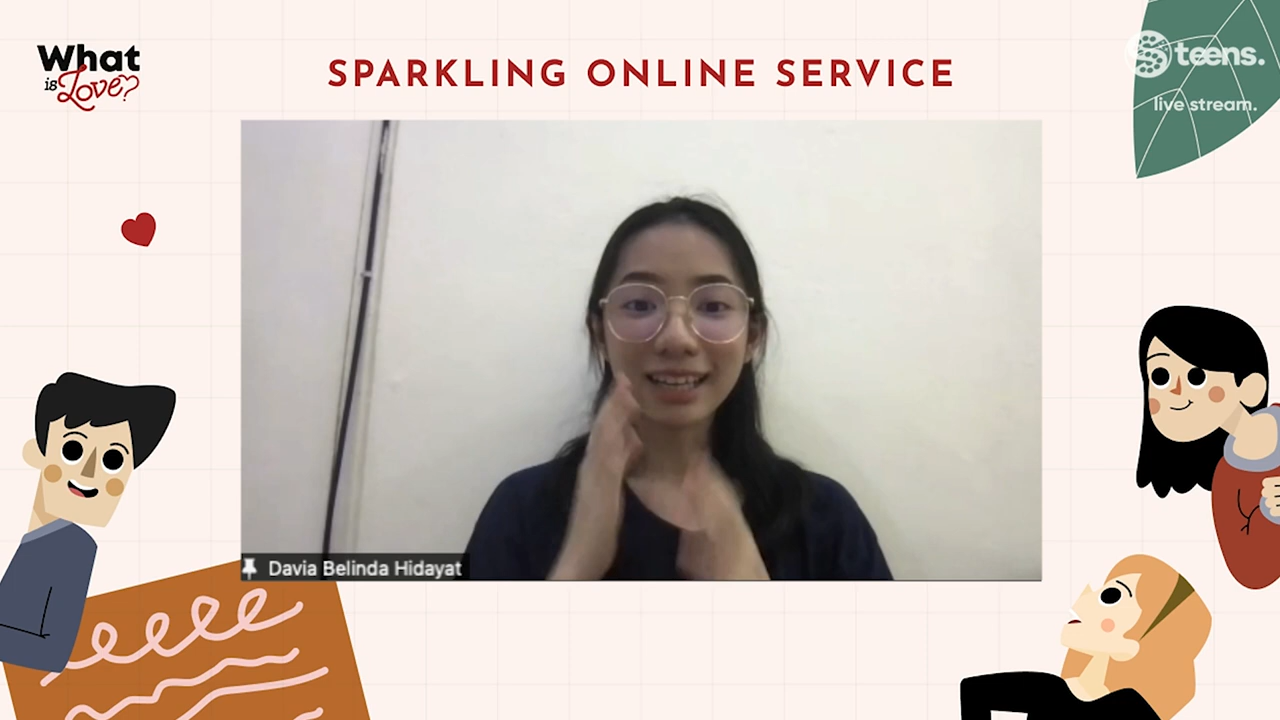 What
is Love?
SPARKLING ONLINE SERVICE
S teens.
live stream.
Davia Belinda Hidayat